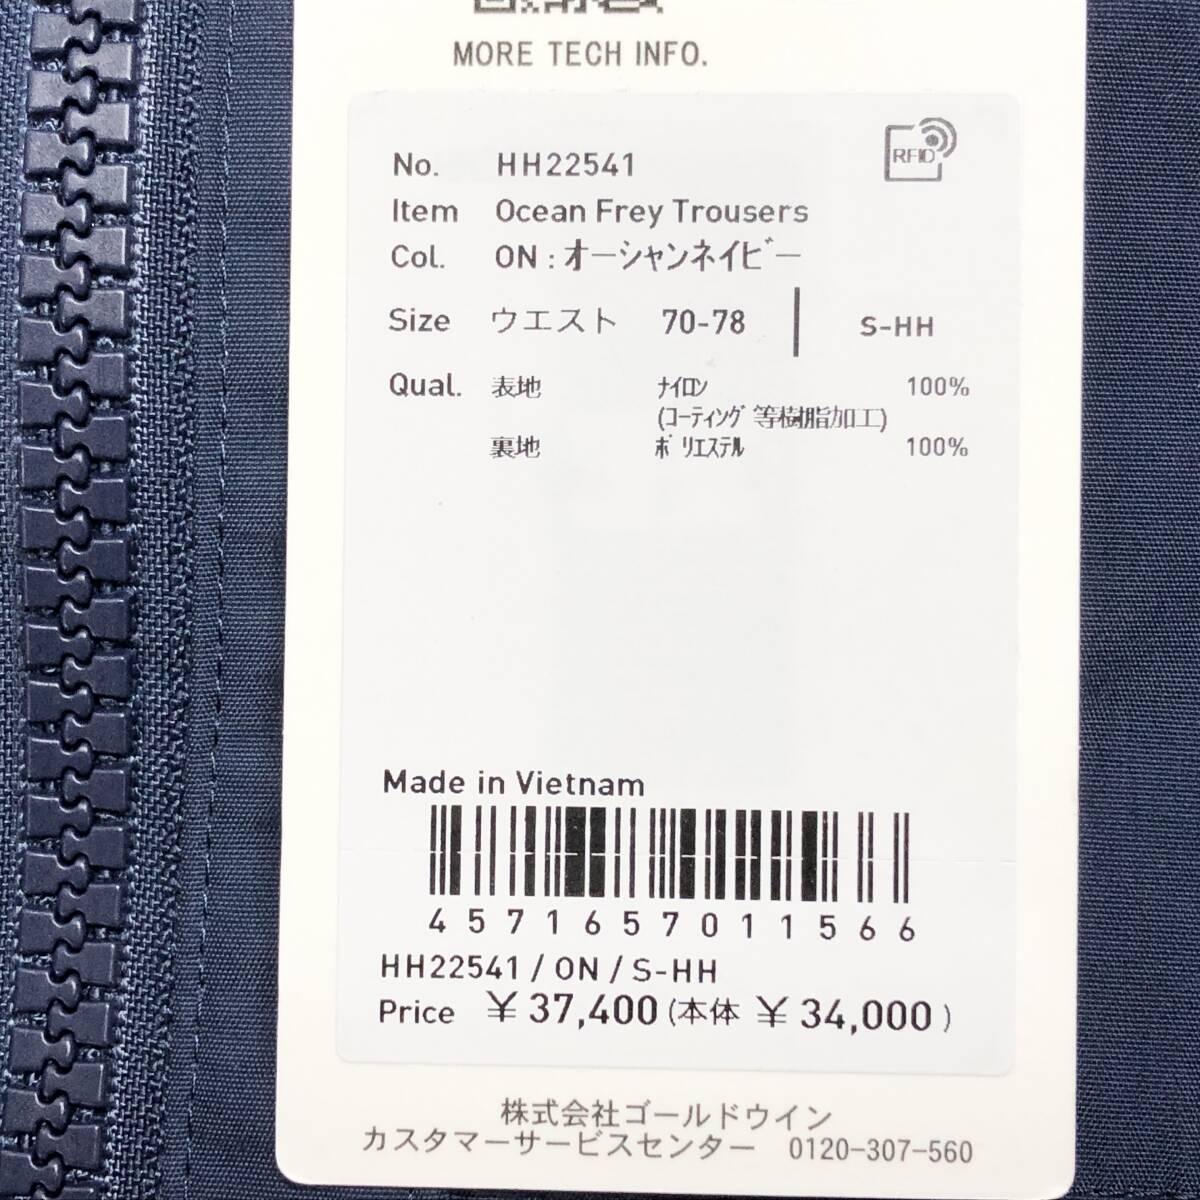 MORE TECH INFO.
RFID
No. HH22541
Item Ocean Frey Trousers
Col. ON : オーシャンネイビー
Size ウエスト 70-78 | S-HH
Qual. 表地 ナイロン 100%
(コーティング等樹脂加工)
裏地 ポリエステル 100%
Made in Vietnam
4571657011566
HH22541 / ON / S-HH
Price ¥37,400 (本体 ¥34,000)
株式会社ゴールドウイン
カスタマーサービスセンター 0120-307-560